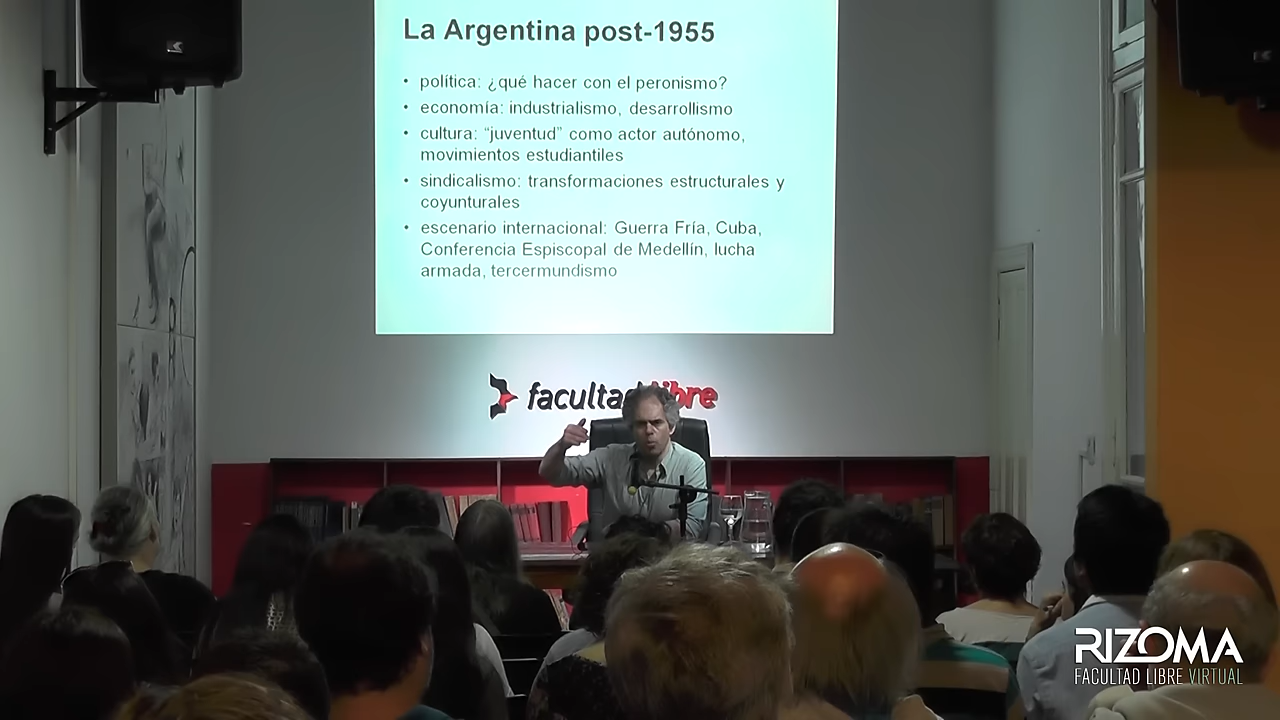 La Argentina post-1955
• política: ¿qué hacer con el peronismo?
• economía: industrialismo, desarrollismo
• cultura: “juventud” como actor autónomo,
movimientos estudiantiles
• sindicalismo: transformaciones estructurales y
coyunturales
• escenario internacional: Guerra Fría, Cuba,
Conferencia Espiscopal de Medellín, lucha
armada, tercermundismo
facultad libre
RIZOMA
FACULTAD LIBRE VIRTUAL